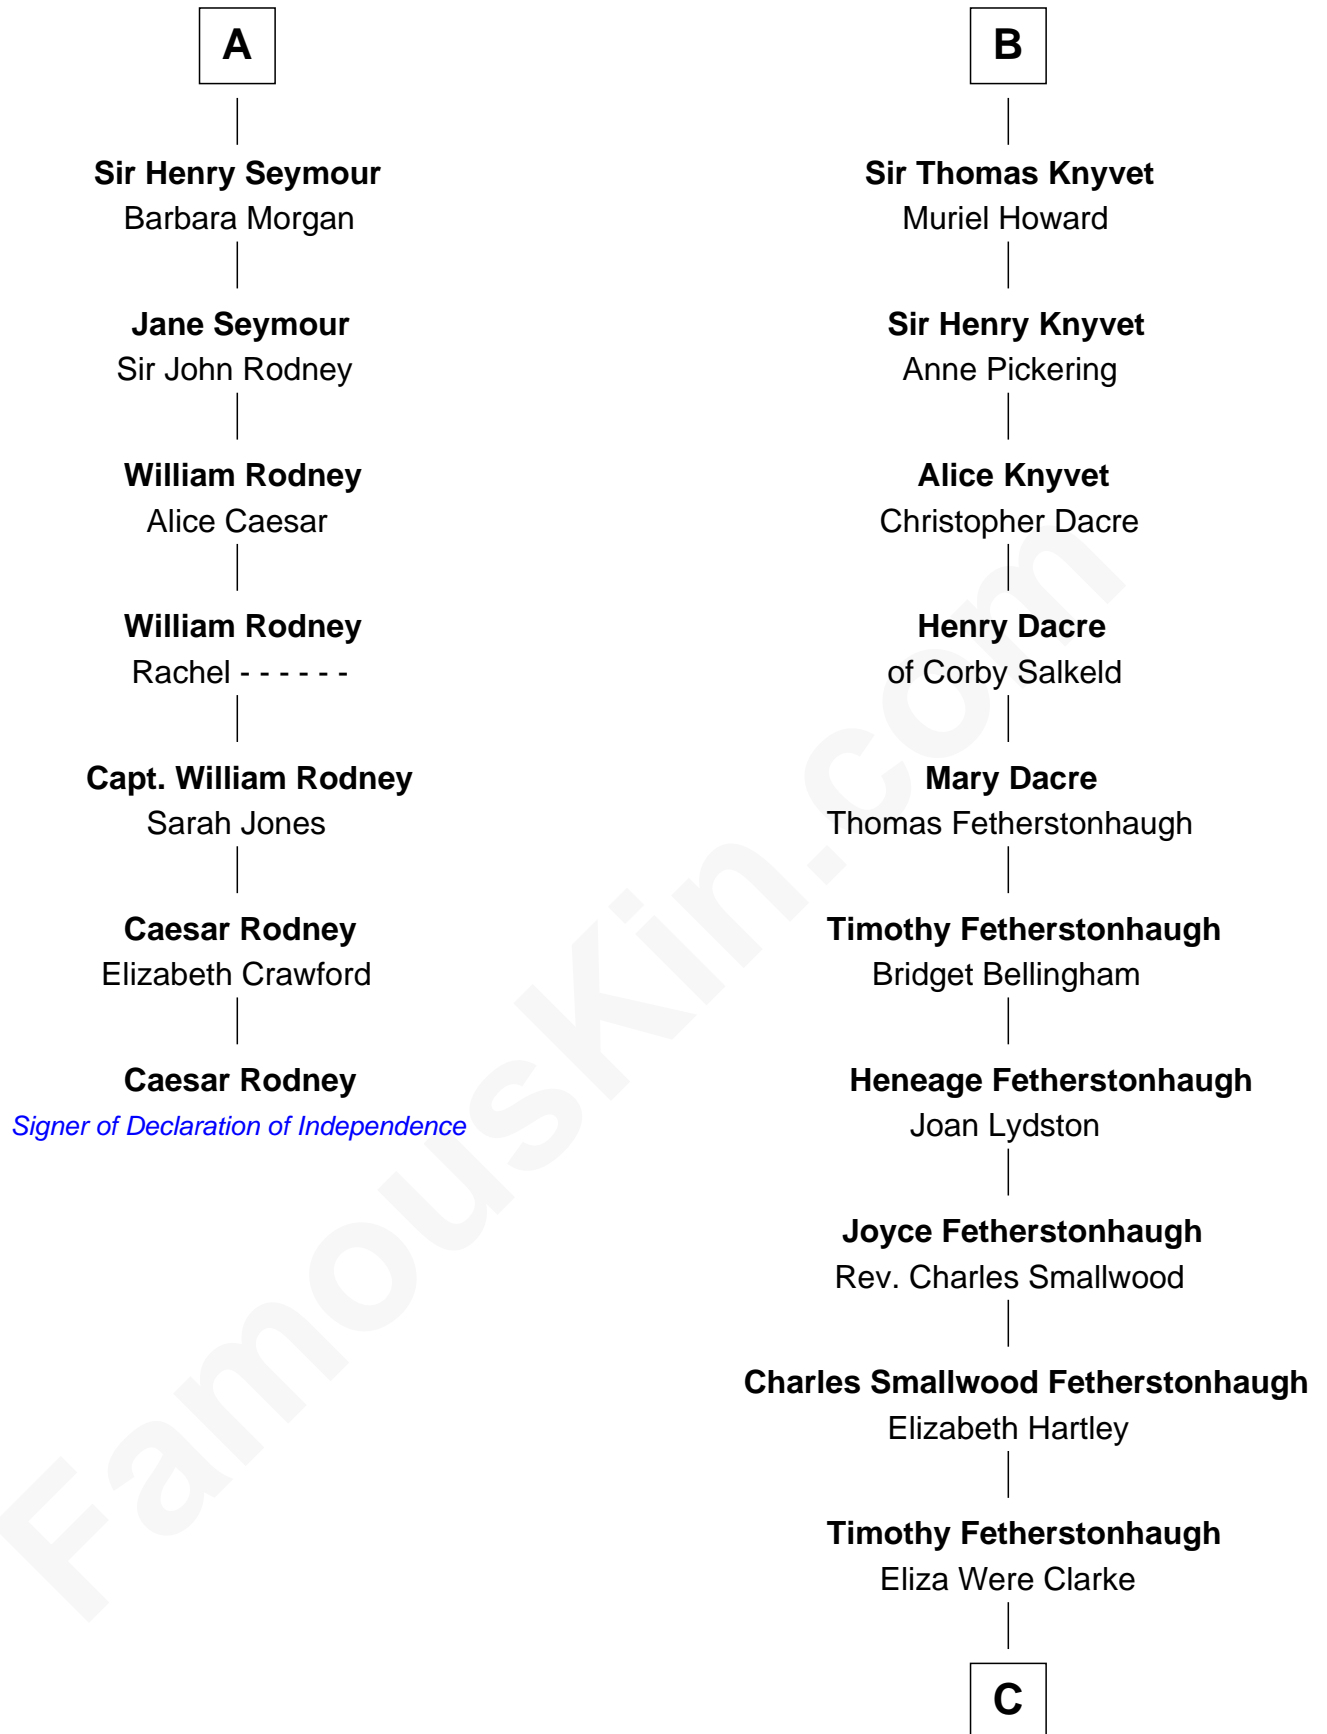 A
Sir Henry Seymour
Barbara Morgan
Jane Seymour
Sir John Rodney
William Rodney
Alice Caesar
William Rodney
Rachel - - - - - -
Capt. William Rodney
Sarah Jones
Caesar Rodney
Elizabeth Crawford
Caesar Rodney
Signer of Declaration of Independence
B
Sir Thomas Knyvet
Muriel Howard
Sir Henry Knyvet
Anne Pickering
Alice Knyvet
Christopher Dacre
Henry Dacre
of Corby Salkeld
Mary Dacre
Thomas Fetherstonhaugh
Timothy Fetherstonhaugh
Bridget Bellingham
Heneage Fetherstonhaugh
Joan Lydston
Joyce Fetherstonhaugh
Rev. Charles Smallwood
Charles Smallwood Fetherstonhaugh
Elizabeth Hartley
Timothy Fetherstonhaugh
Eliza Were Clarke
C
FamousKin.com